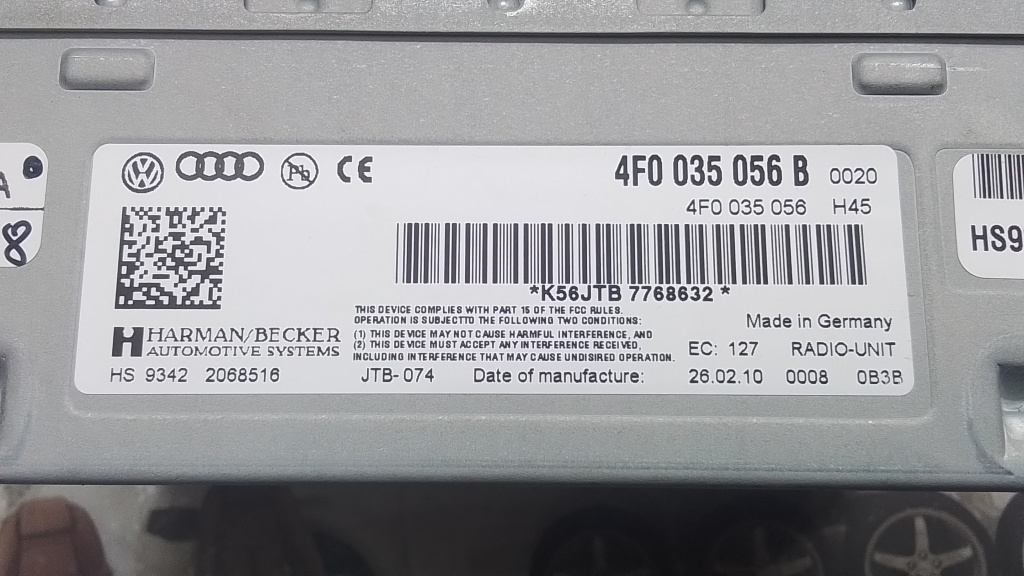 4F0 035 056 B 0020
4F0 035 056 H45
*K56JTB 7768632*
THIS DEVICE COMPLIES WITH PART 15 OF THE FCC RULES.
OPERATION IS SUBJECTTO THE FOLLOWING TWO CONDITIONS:
(1) THIS DEVICE MAY NOT CAUSE HARMFUL INTERFERENCE, AND
(2) THIS DEVICE MUST ACCEPT ANY INTERFERENCE RECEIVED,
INCLUDING INTERFERENCE THAT MAY CAUSE UNDESIRED OPERATION.
Made in Germany
EC: 127 RADIO-UNIT
HARMAN/BECKER
AUTOMOTIVE SYSTEMS
HS 9342 2068516 JTB-074 Date of manufacture: 26.02.10 0008 0B3B
A
8
HS9
Pb
CE